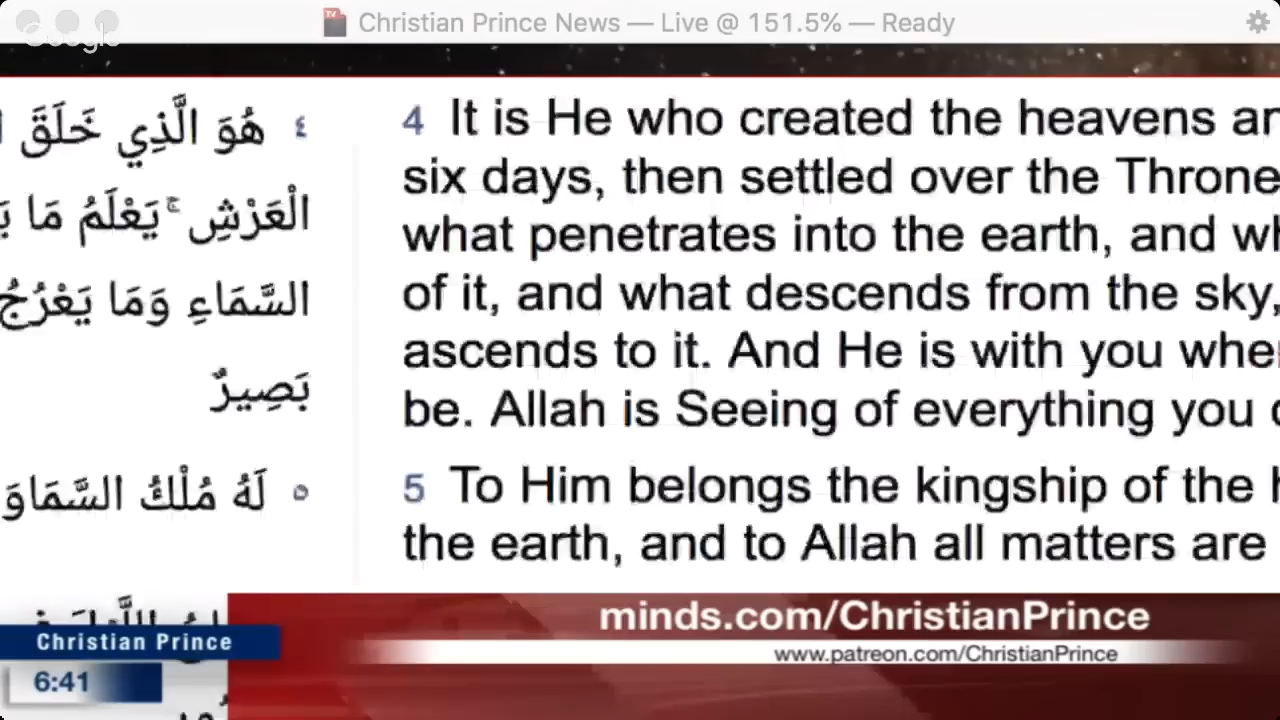 Google
Christian Prince News — Live @ 151.5% — Ready
٤ هُوَ الَّذِي خَلَقَ
الْعَرْشِ ۚ يَعْلَمُ مَا
السَّمَاءِ وَمَا يَعْرُجُ
بَصِيرٌ
٥ لَهُ مُلْكُ السَّمَاوَ
4 It is He who created the heavens an
six days, then settled over the Throne
what penetrates into the earth, and wh
of it, and what descends from the sky,
ascends to it. And He is with you whe
be. Allah is Seeing of everything you
5 To Him belongs the kingship of the h
the earth, and to Allah all matters are
minds.com/ChristianPrince
www.patreon.com/ChristianPrince
Christian Prince
6:41